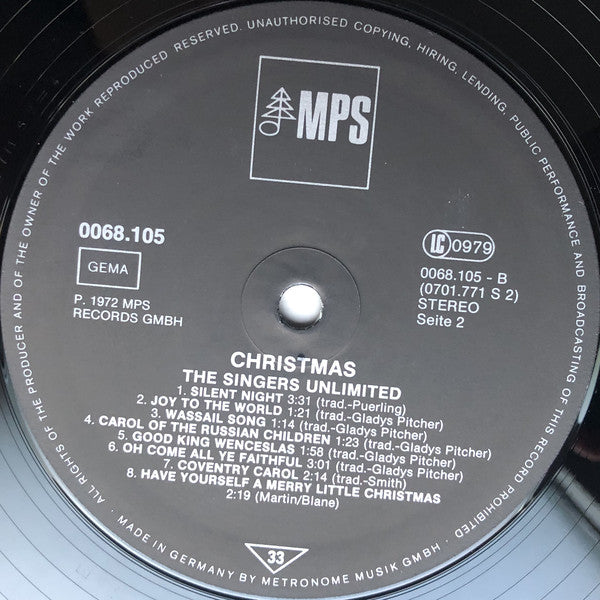 ALL RIGHTS OF THE PRODUCER AND OF THE OWNER OF THE WORK REPRODUCED RESERVED. UNAUTHORISED COPYING, HIRING, LENDING, PUBLIC PERFORMANCE AND BROADCASTING OF THIS RECORD PROHIBITED ·
MPS
0068.105
GEMA
P. 1972 MPS
RECORDS GMBH
LC 0979
0068.105 - B
(0701.771 S 2)
STEREO
Seite 2
CHRISTMAS
THE SINGERS UNLIMITED
1. SILENT NIGHT 3:31 (trad.-Puerling)
2. JOY TO THE WORLD 1:21 (trad.-Gladys Pitcher)
3. WASSAIL SONG 1:14 (trad.-Gladys Pitcher)
4. CAROL OF THE RUSSIAN CHILDREN 1:23 (trad.-Gladys Pitcher)
5. GOOD KING WENCESLAS 1:58 (trad.-Gladys Pitcher)
6. OH COME ALL YE FAITHFUL 3:01 (trad.-Gladys Pitcher)
7. COVENTRY CAROL 2:14 (trad.-Smith)
8. HAVE YOURSELF A MERRY LITTLE CHRISTMAS
2:19 (Martin/Blane)
33
MADE IN GERMANY BY METRONOME MUSIK GMBH ·